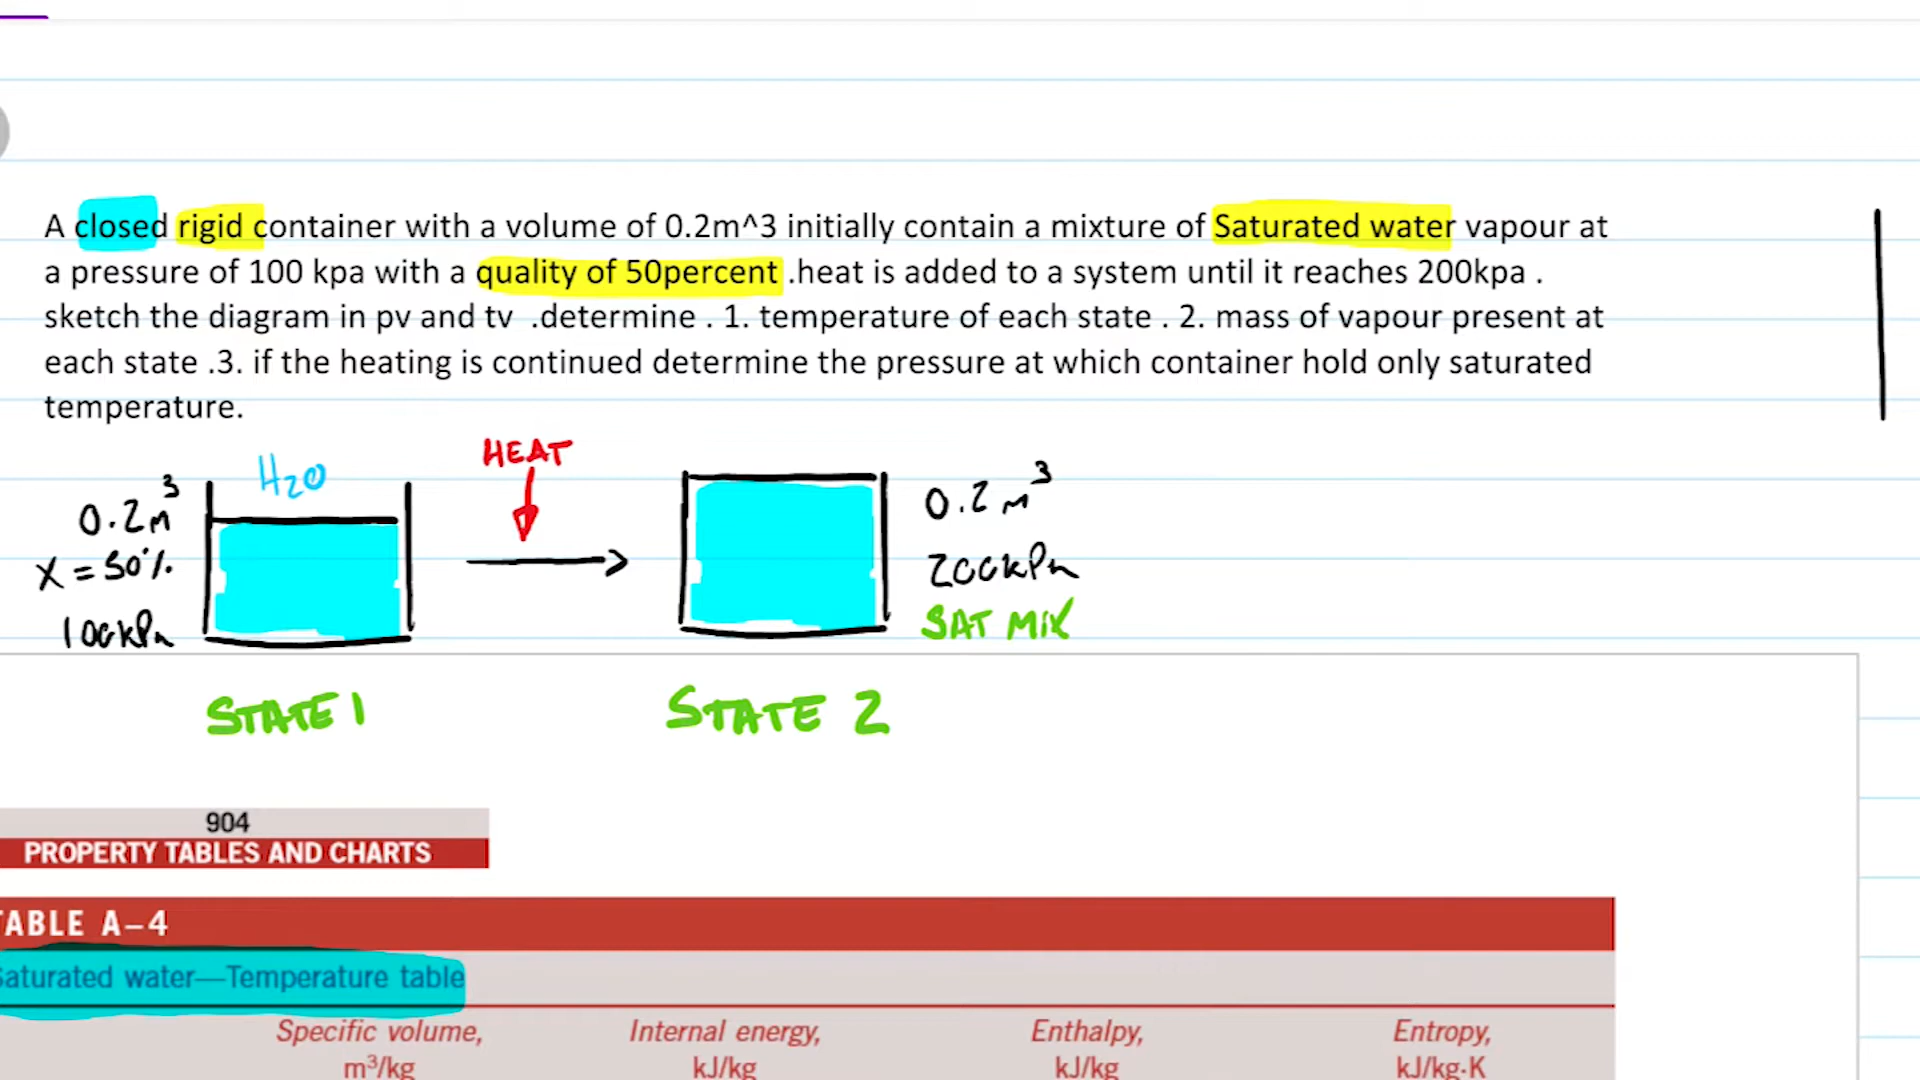 A closed rigid container with a volume of 0.2m^3 initially contain a mixture of Saturated water vapour at
a pressure of 100 kpa with a quality of 50percent .heat is added to a system until it reaches 200kpa .
sketch the diagram in pv and tv .determine . 1. temperature of each state . 2. mass of vapour present at
each state .3. if the heating is continued determine the pressure at which container hold only saturated
temperature.
HEAT
H2O
0.2m³
0.2m³
X = 50%
200kPa
100kPa
SAT MIX
STATE 1
STATE 2
904
PROPERTY TABLES AND CHARTS
TABLE A–4
Saturated water—Temperature table
Specific volume, Internal energy, Enthalpy, Entropy,
m³/kg kJ/kg kJ/kg kJ/kg·K